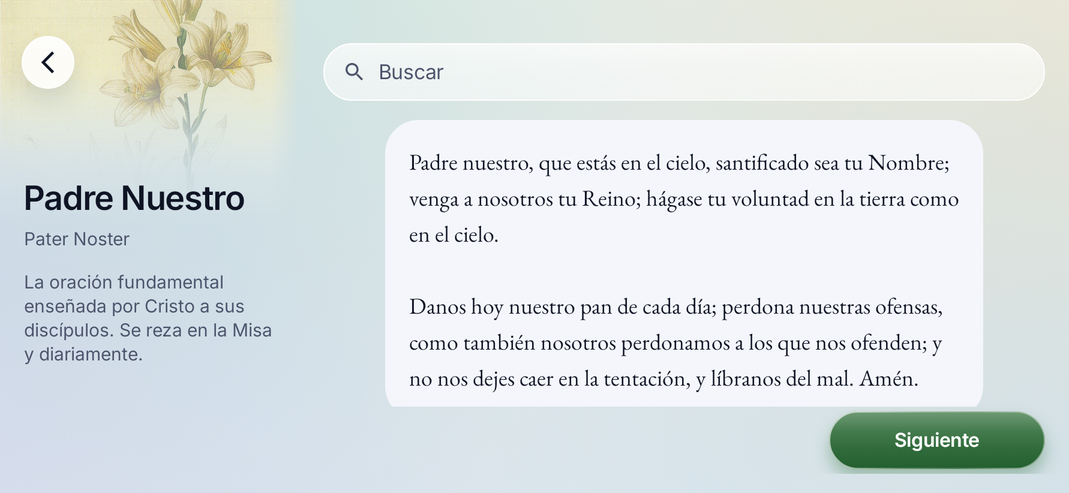 Padre Nuestro
Pater Noster
La oración fundamental
enseñada por Cristo a sus
discípulos. Se reza en la Misa
y diariamente.
Buscar
Padre nuestro, que estás en el cielo, santificado sea tu Nombre;
venga a nosotros tu Reino; hágase tu voluntad en la tierra como
en el cielo.
Danos hoy nuestro pan de cada día; perdona nuestras ofensas,
como también nosotros perdonamos a los que nos ofenden; y
no nos dejes caer en la tentación, y líbranos del mal. Amén.
Siguiente